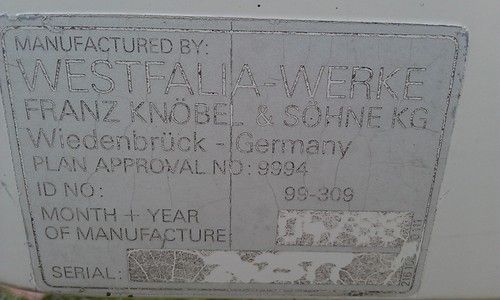 MANUFACTURED BY:
WESTFALIA-WERKE
FRANZ KNÖBEL & SÖHNE KG
Wiedenbrück - Germany
PLAN APPROVAL NO: 9994
ID NO: 99-309
MONTH + YEAR
OF MANUFACTURE
SERIAL: